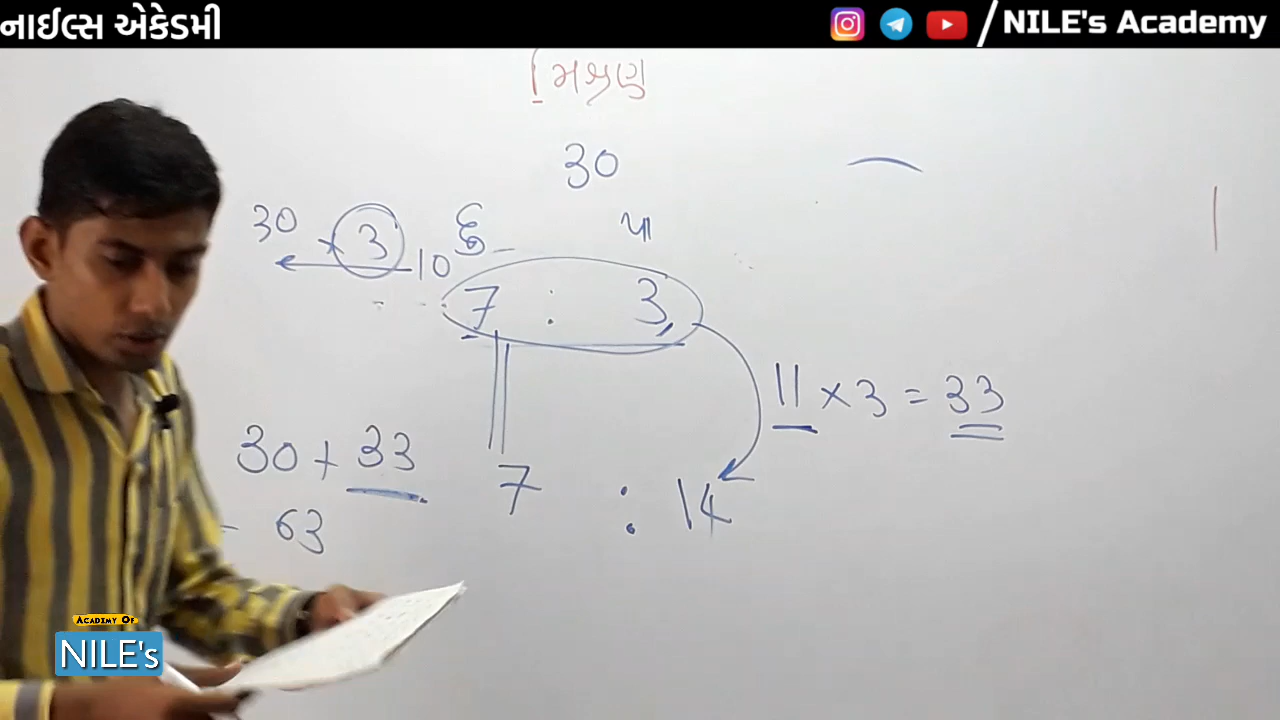 નાઈલ્સ એકેડમી
/ NILE's Academy
મિશ્રણ
30
30 × 3 10 દૂ પા
7 : 3
11 × 3 = 33
30 + 33 7 : 14
- 63
ACADEMY OF
NILE's